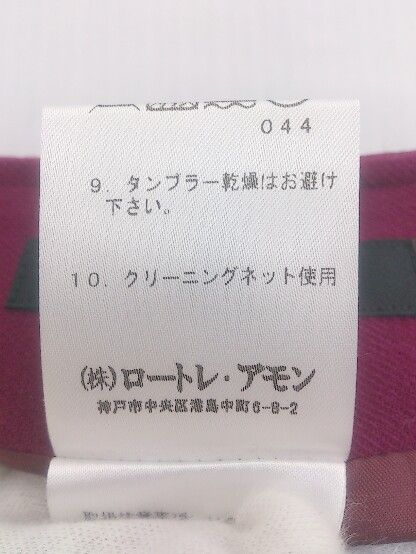 044
9. タンブラー乾燥はお避け
下さい。
10. クリーニングネット使用
(株)ロートレ・アモン
神戸市中央区港島中町6-8-2